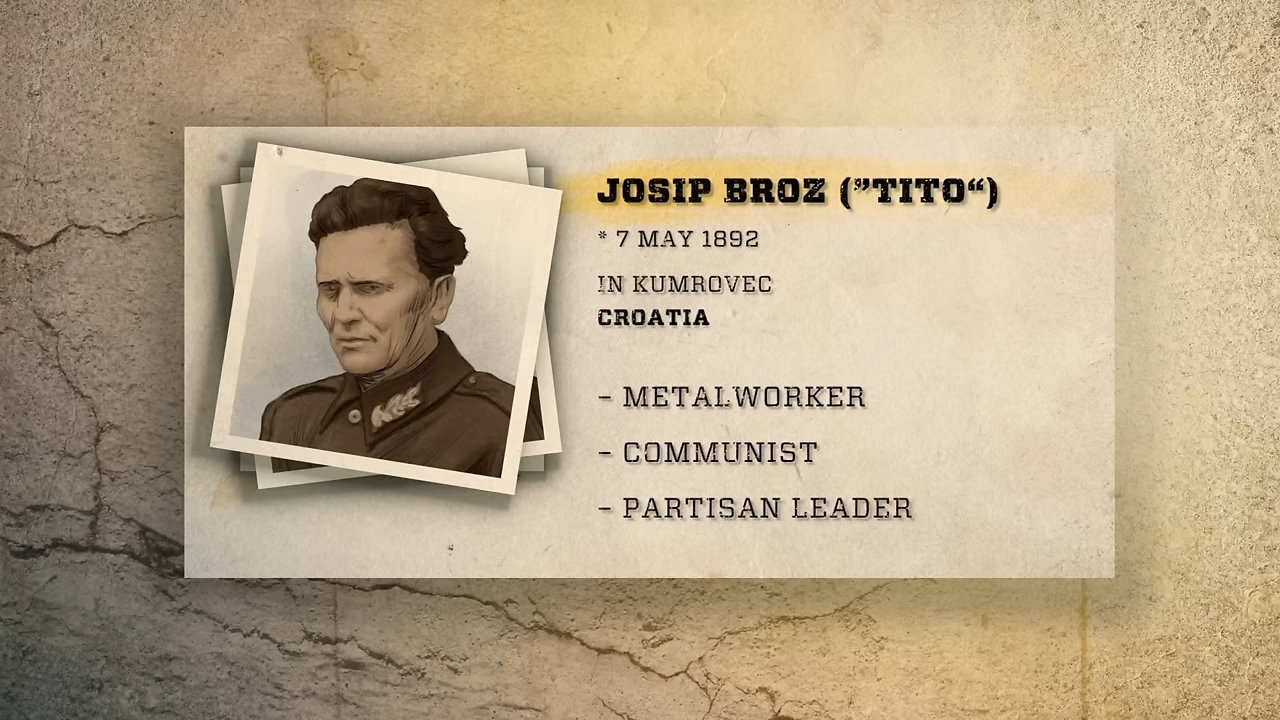 JOSIP BROZ (”TITO“)
* 7 MAY 1892
IN KUMROVEC
CROATIA
– METALWORKER
– COMMUNIST
– PARTISAN LEADER